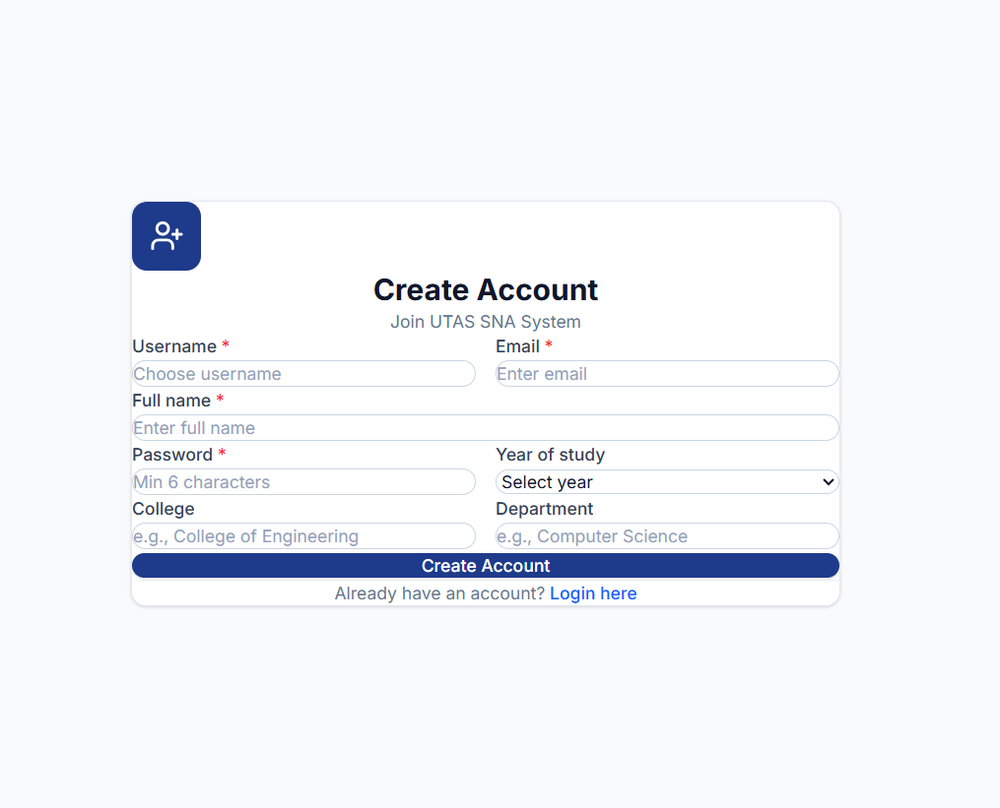 Create Account
Join UTAS SNA System
Username *
Email *
Choose username
Enter email
Full name *
Enter full name
Password *
Year of study
Min 6 characters
Select year
College
Department
e.g., College of Engineering
e.g., Computer Science
Create Account
Already have an account? Login here